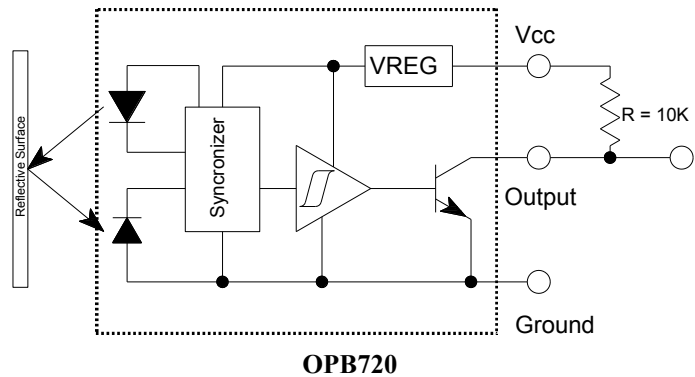 Reflective Surface
Syncronizer
VREG
Vcc
R = 10K
Output
Ground
OPB720